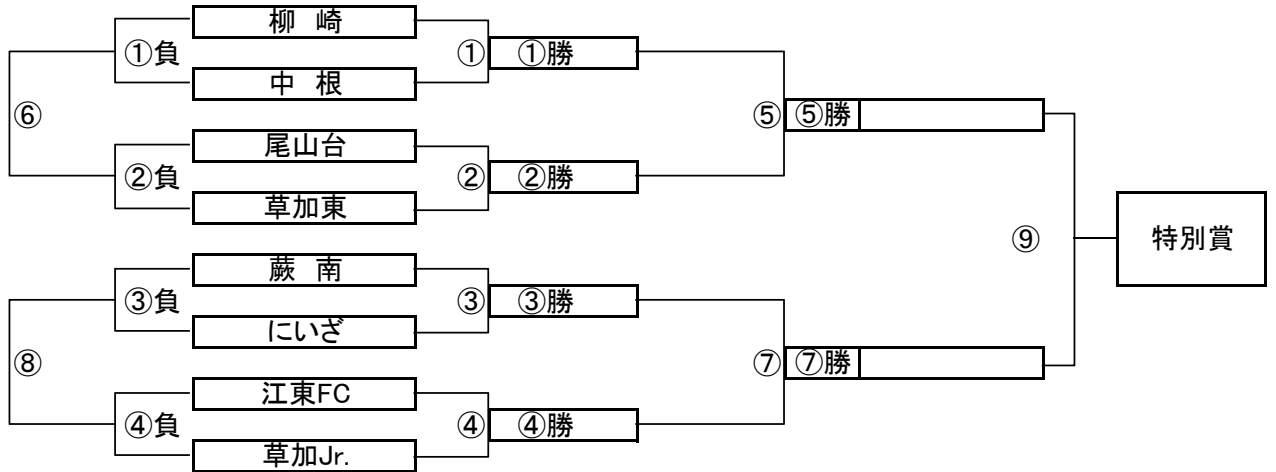 柳 崎
①負 ① ①勝
中 根
⑥ ⑤ ⑤勝
尾山台
②負 ② ②勝
草加東
⑨ 特別賞
蕨 南
③負 ③ ③勝
にいざ
⑧ ⑦ ⑦勝
江東FC
④負 ④ ④勝
草加Jr.